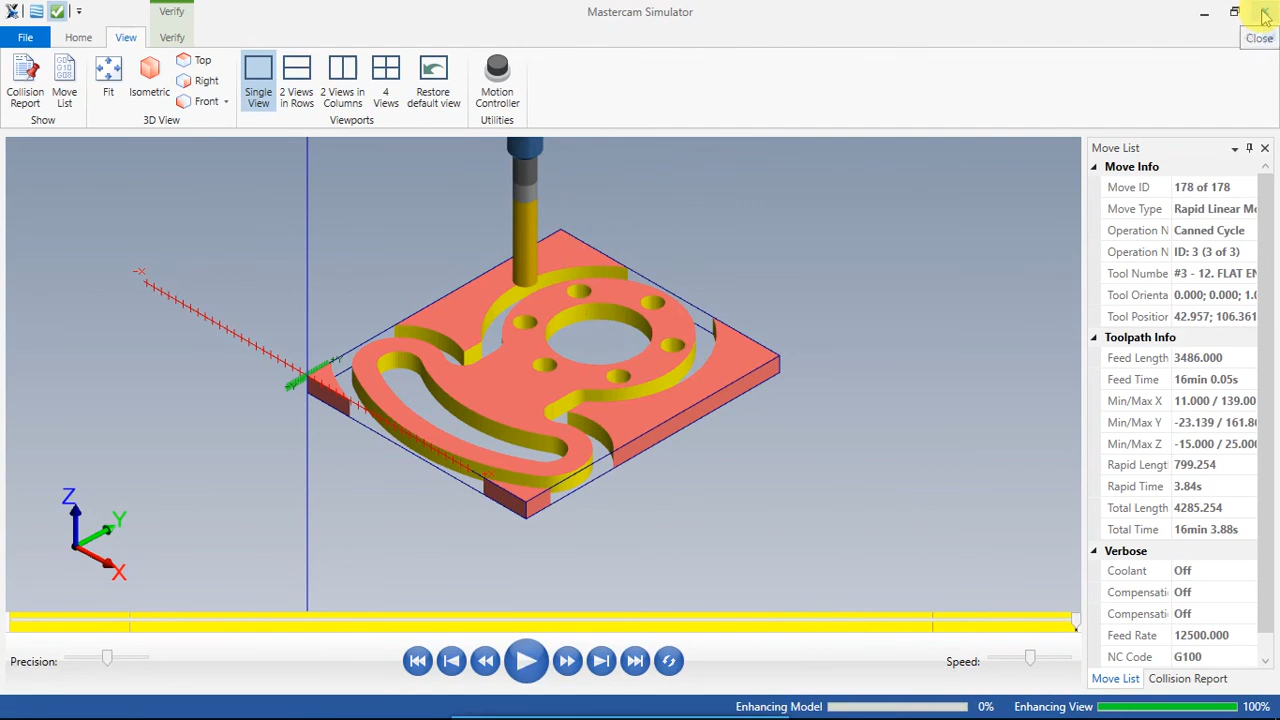 Verify
Mastercam Simulator
File
Home
View
Verify
Close
Collision Report
Move List
Fit
Isometric
Top
Right
Front
Single View
2 Views in Rows
2 Views in Columns
4 Views
Restore default view
Motion Controller
Show
3D View
Viewports
Utilities
Move List
Move Info
Move ID 178 of 178
Move Type Rapid Linear Mo
Operation N Canned Cycle
Operation N ID: 3 (3 of 3)
Tool Numbe #3 - 12. FLAT EN
Tool Orienta 0.000; 0.000; 1.0
Tool Position 42.957; 106.361
Toolpath Info
Feed Length 3486.000
Feed Time 16min 0.05s
Min/Max X 11.000 / 139.00
Min/Max Y -23.139 / 161.86
Min/Max Z -15.000 / 25.000
Rapid Length 799.254
Rapid Time 3.84s
Total Length 4285.254
Total Time 16min 3.88s
Verbose
Coolant Off
Compensati Off
Compensati Off
Feed Rate 12500.000
NC Code G100
Move List
Collision Report
-X
+Y
Z
Y
X
Precision:
Speed:
Enhancing Model 0%
Enhancing View 100%